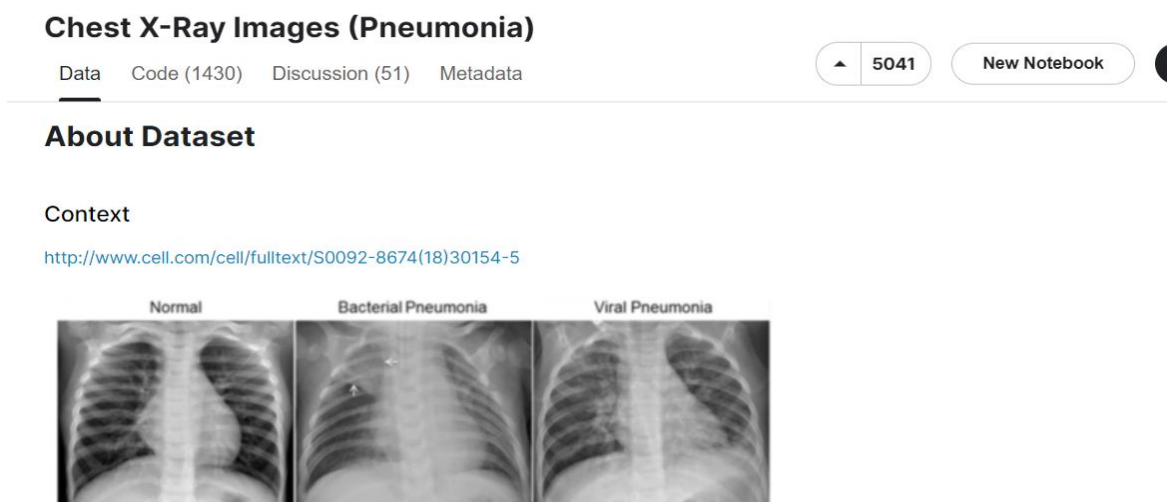 Chest X-Ray Images (Pneumonia)
Data Code (1430) Discussion (51) Metadata
5041 New Notebook
About Dataset
Context
http://www.cell.com/cell/fulltext/S0092-8674(18)30154-5
Normal Bacterial Pneumonia Viral Pneumonia